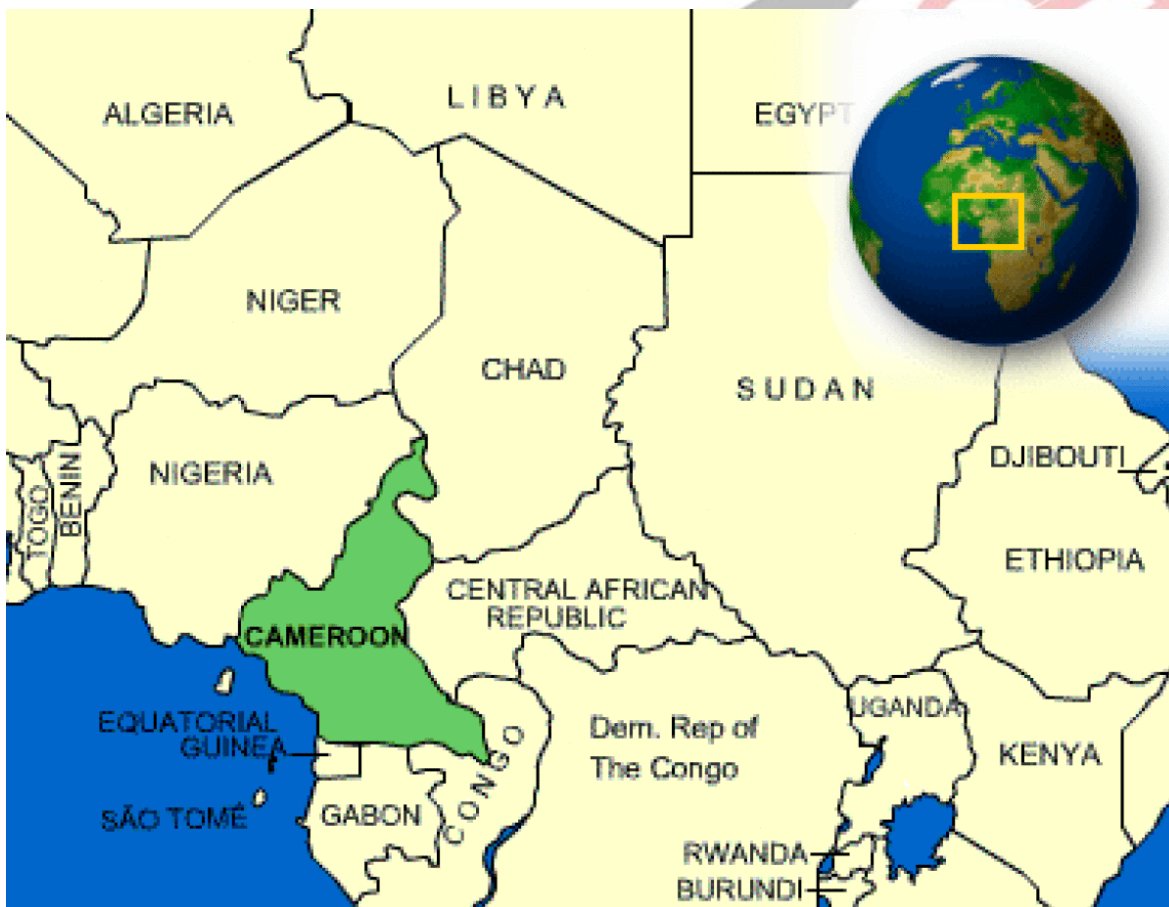 ALGERIA
LIBYA
EGYPT
NIGER
CHAD
SUDAN
NIGERIA
DJIBOUTI
TOGO
BENIN
ETHIOPIA
CENTRAL AFRICAN
REPUBLIC
CAMEROON
EQUATORIAL
GUINEA
UGANDA
Dem. Rep of
The Congo
CONGO
KENYA
SÃO TOMÉ
GABON
RWANDA
BURUNDI